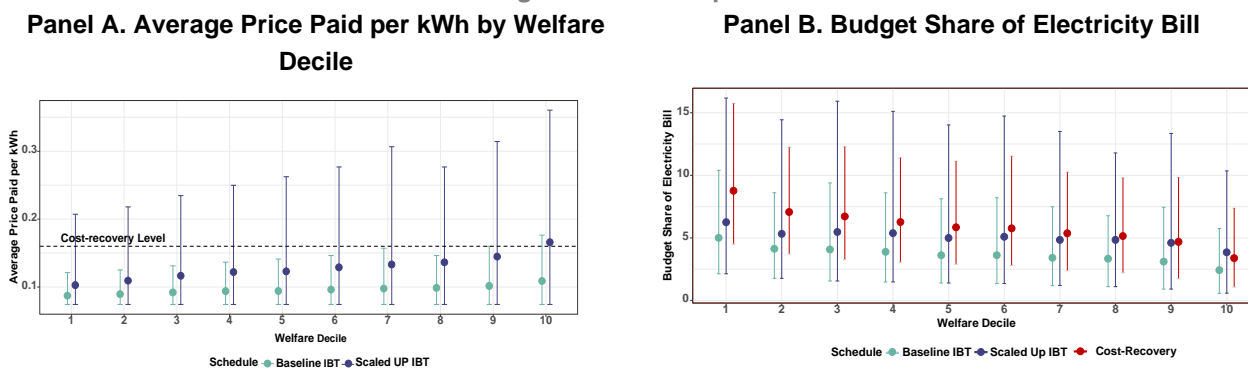 Panel A. Average Price Paid per kWh by Welfare
Decile
Average Price Paid per kWh
0.3
0.2
0.1
Cost-recovery Level
1 2 3 4 5 6 7 8 9 10
Welfare Decile
Schedule Baseline IBT Scaled UP IBT
Panel B. Budget Share of Electricity Bill
Budget Share of Electricity Bill
15
10
5
0
1 2 3 4 5 6 7 8 9 10
Welfare Decile
Schedule Baseline IBT Scaled Up IBT Cost-Recovery